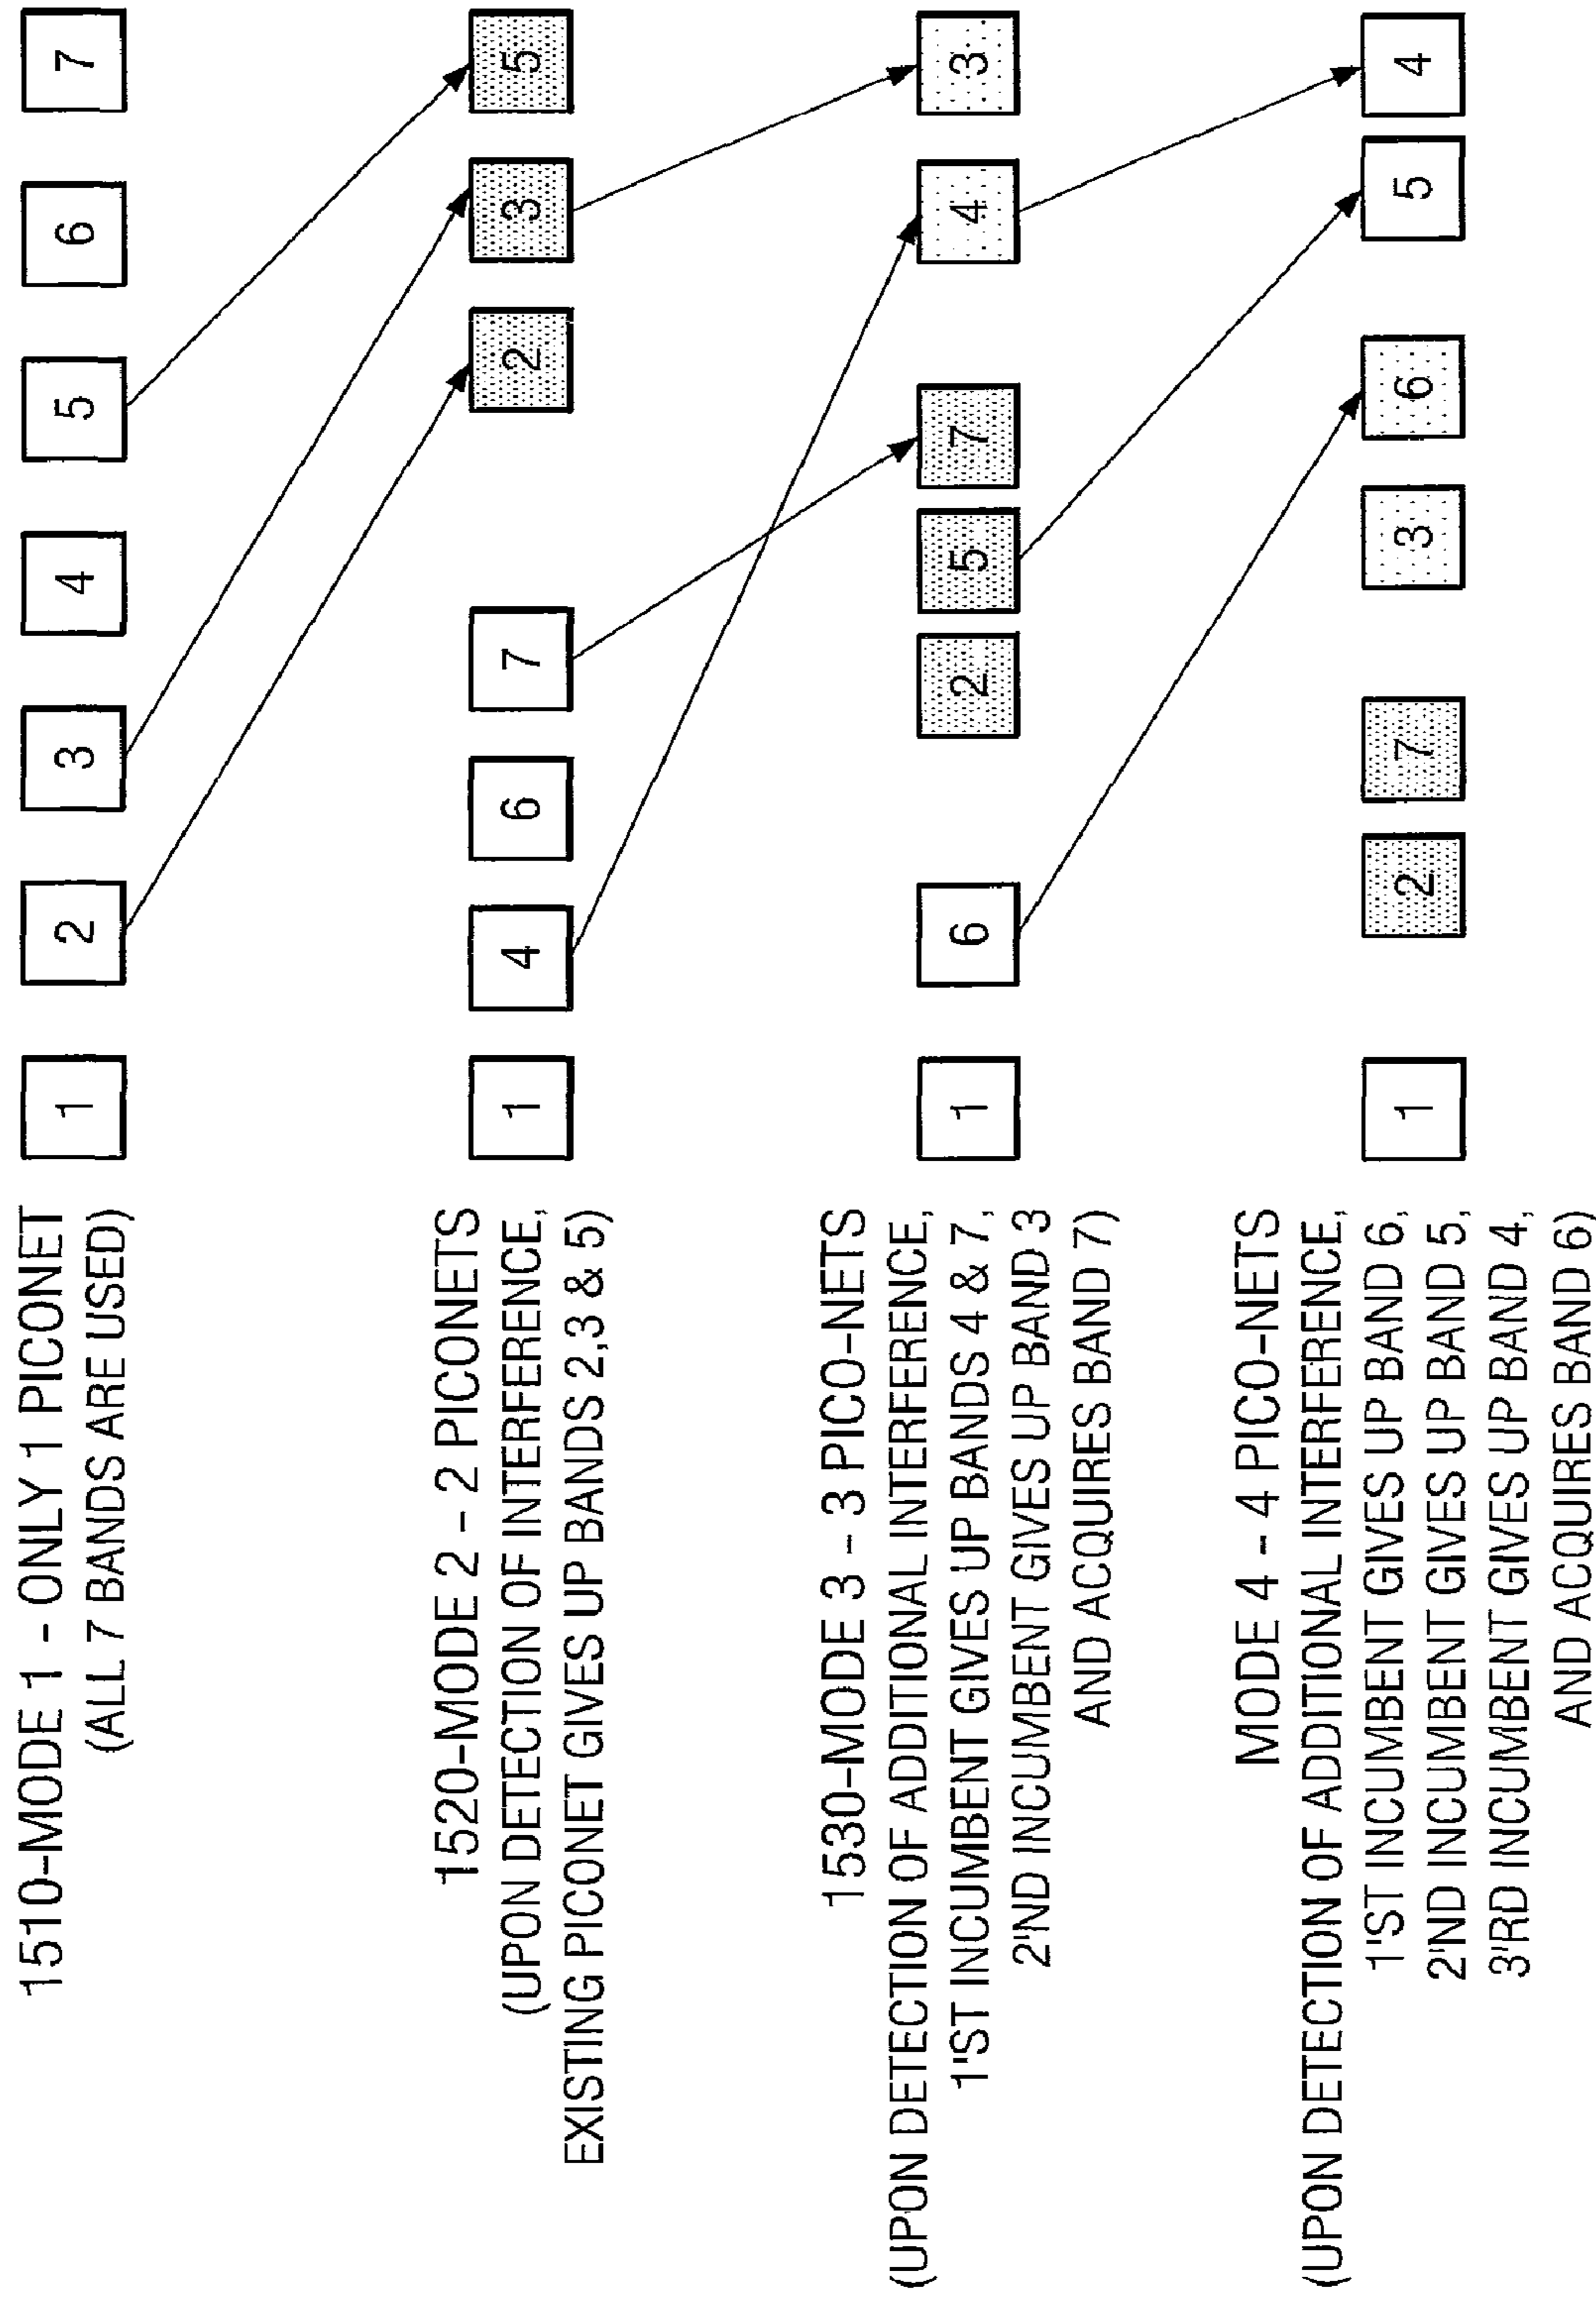 1510-MODE 1 - ONLY 1 PICONET
(ALL 7 BANDS ARE USED)
1 2 3 4 5 6 7
1520-MODE 2 - 2 PICONETS
(UPON DETECTION OF INTERFERENCE,
EXISTING PICONET GIVES UP BANDS 2,3 & 5)
1 4 6 7 2 3 5
1530-MODE 3 - 3 PICO-NETS
(UPON DETECTION OF ADDITIONAL INTERFERENCE,
1'ST INCUMBENT GIVES UP BANDS 4 & 7,
2'ND INCUMBENT GIVES UP BAND 3
AND ACQUIRES BAND 7)
1 6 2 5 7 4 3
MODE 4 - 4 PICO-NETS
(UPON DETECTION OF ADDITIONAL INTERFERENCE,
1'ST INCUMBENT GIVES UP BAND 6,
2'ND INCUMBENT GIVES UP BAND 5,
3'RD INCUMBENT GIVES UP BAND 4,
AND ACQUIRES BAND 6)
1 2 7 3 6 5 4